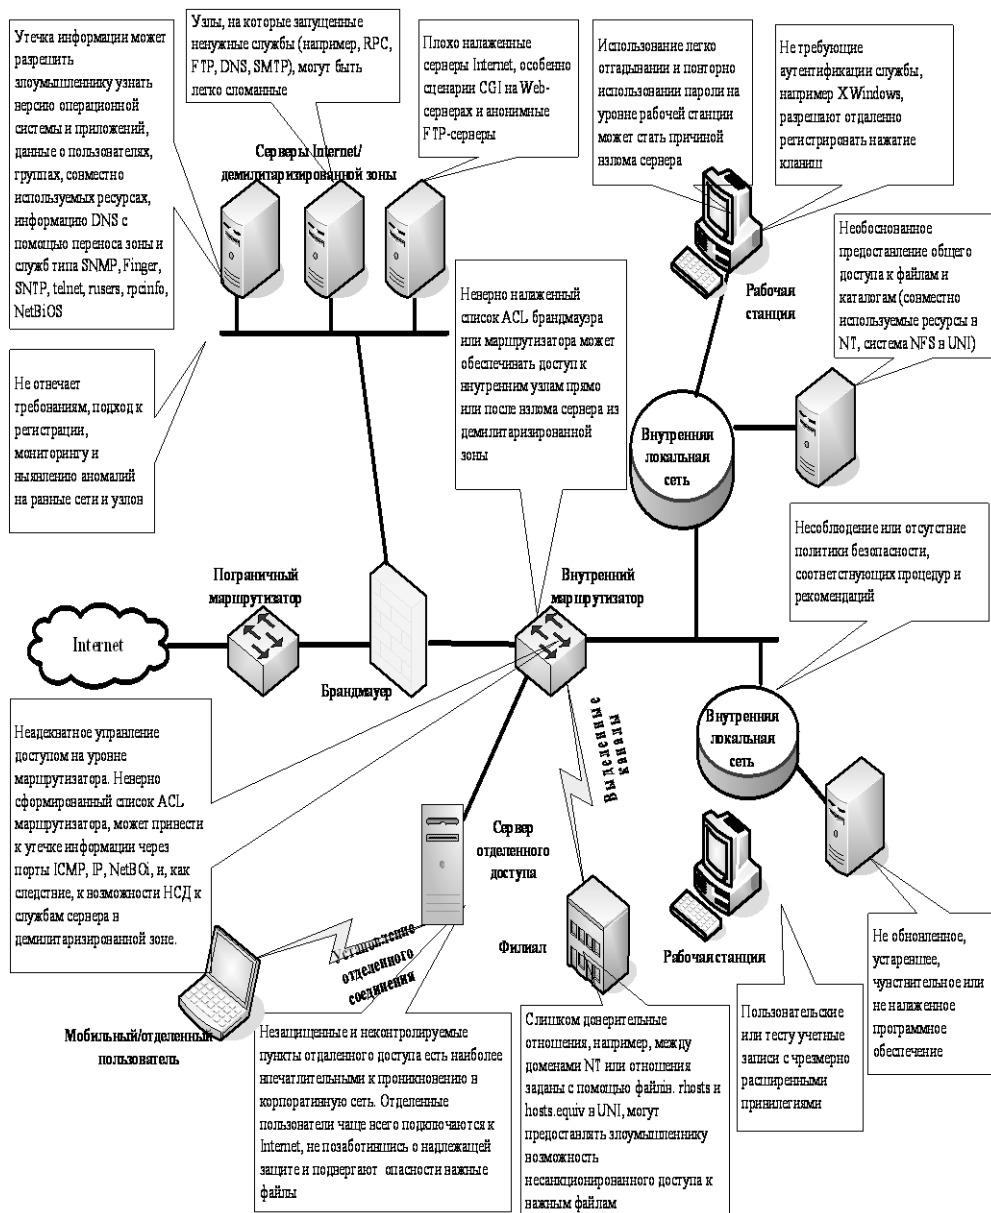 Утечка информации может
разрешить
злоумышленнику узнать
версию операционной
системы и приложений,
данные о пользователях,
группах, совместно
используемых ресурсах,
информацию DNS с
помощью переноса зоны и
служб типа SNMP, Finger,
SNTP, telnet, rusers, rpcinfo,
NetBiOS
Узлы, на которые запущенные
ненужные службы (например, RPC,
FTP, DNS, SMTP), могут быть
легко сломанные
Плохо налаженные
серверы Internet, особенно
сценарии CGI на Web-
серверах и анонимные
FTP-серверы
Использование легко
отгадывании и повторно
использовании пароли на
уровне рабочей станции
может стать причиной
взлома сервера
Не требующие
аутентификации службы,
например XWindows,
разрешают отдаленно
регистрировать нажатие
клавиш
Серверы Internet/
демилитаризированной зоны
Необоснованное
предоставление общего
доступа к файлам и
каталогам (совместно
используемые ресурсы в
NT, система NFS в UNI)
Рабочая
станция
Неверно налаженный
список ACL брандмауэра
или маршрутизатора может
обеспечивать доступ к
внутренним узлам прямо
или после взлома сервера из
демилитаризированной
зоны
Не отвечает
требованиям, подход к
регистрации,
мониторингу и
выявлению аномалий
на равные сети и узлов
Внутренняя
локальная
сеть
Несоблюдение или отсутствие
политики безопасности,
соответствующих процедур и
рекомендаций
Пограничный
маршрутизатор
Внутренний
маршрутизатор
Internet
Брандмауер
Внутренняя
локальная
сеть
Выделенные
каналы
Неадекватное управление
доступом на уровне
маршрутизатора. Неверно
сформированный список ACL
маршрутизатора, может привести
к утечке информации через
порты ICMP, IP, NetBOi, и, как
следствие, к возможности НСД к
службам сервера в
демилитаризированной зоне.
Сервер
отделенного
доступа
Филиал
Рабочая станция
Установление
отделенного
соединения
Мобильный/отделенный
пользователь
Не обновленное,
устаревшее,
чувствительное или
не налаженное
программное
обеспечение
Пользовательские
или тесту учетные
записи с чрезмерно
расширенными
привилегиями
Незащищенные и неконтролируемые
пункты отдаленного доступа есть наиболее
впечатлительными к проникновению в
корпоративную сеть. Отделенные
пользователи чаще всего подключаются к
Internet, не позаботившись о надлежащей
защите и подвергают опасности важные
файлы
Слишком доверительные
отношения, например, между
доменами NT или отношения
заданы с помощью файлів. rhosts и
hosts.equiv в UNI, могут
предоставлять злоумышленнику
возможность
несанкционированного доступа к
важным файлам